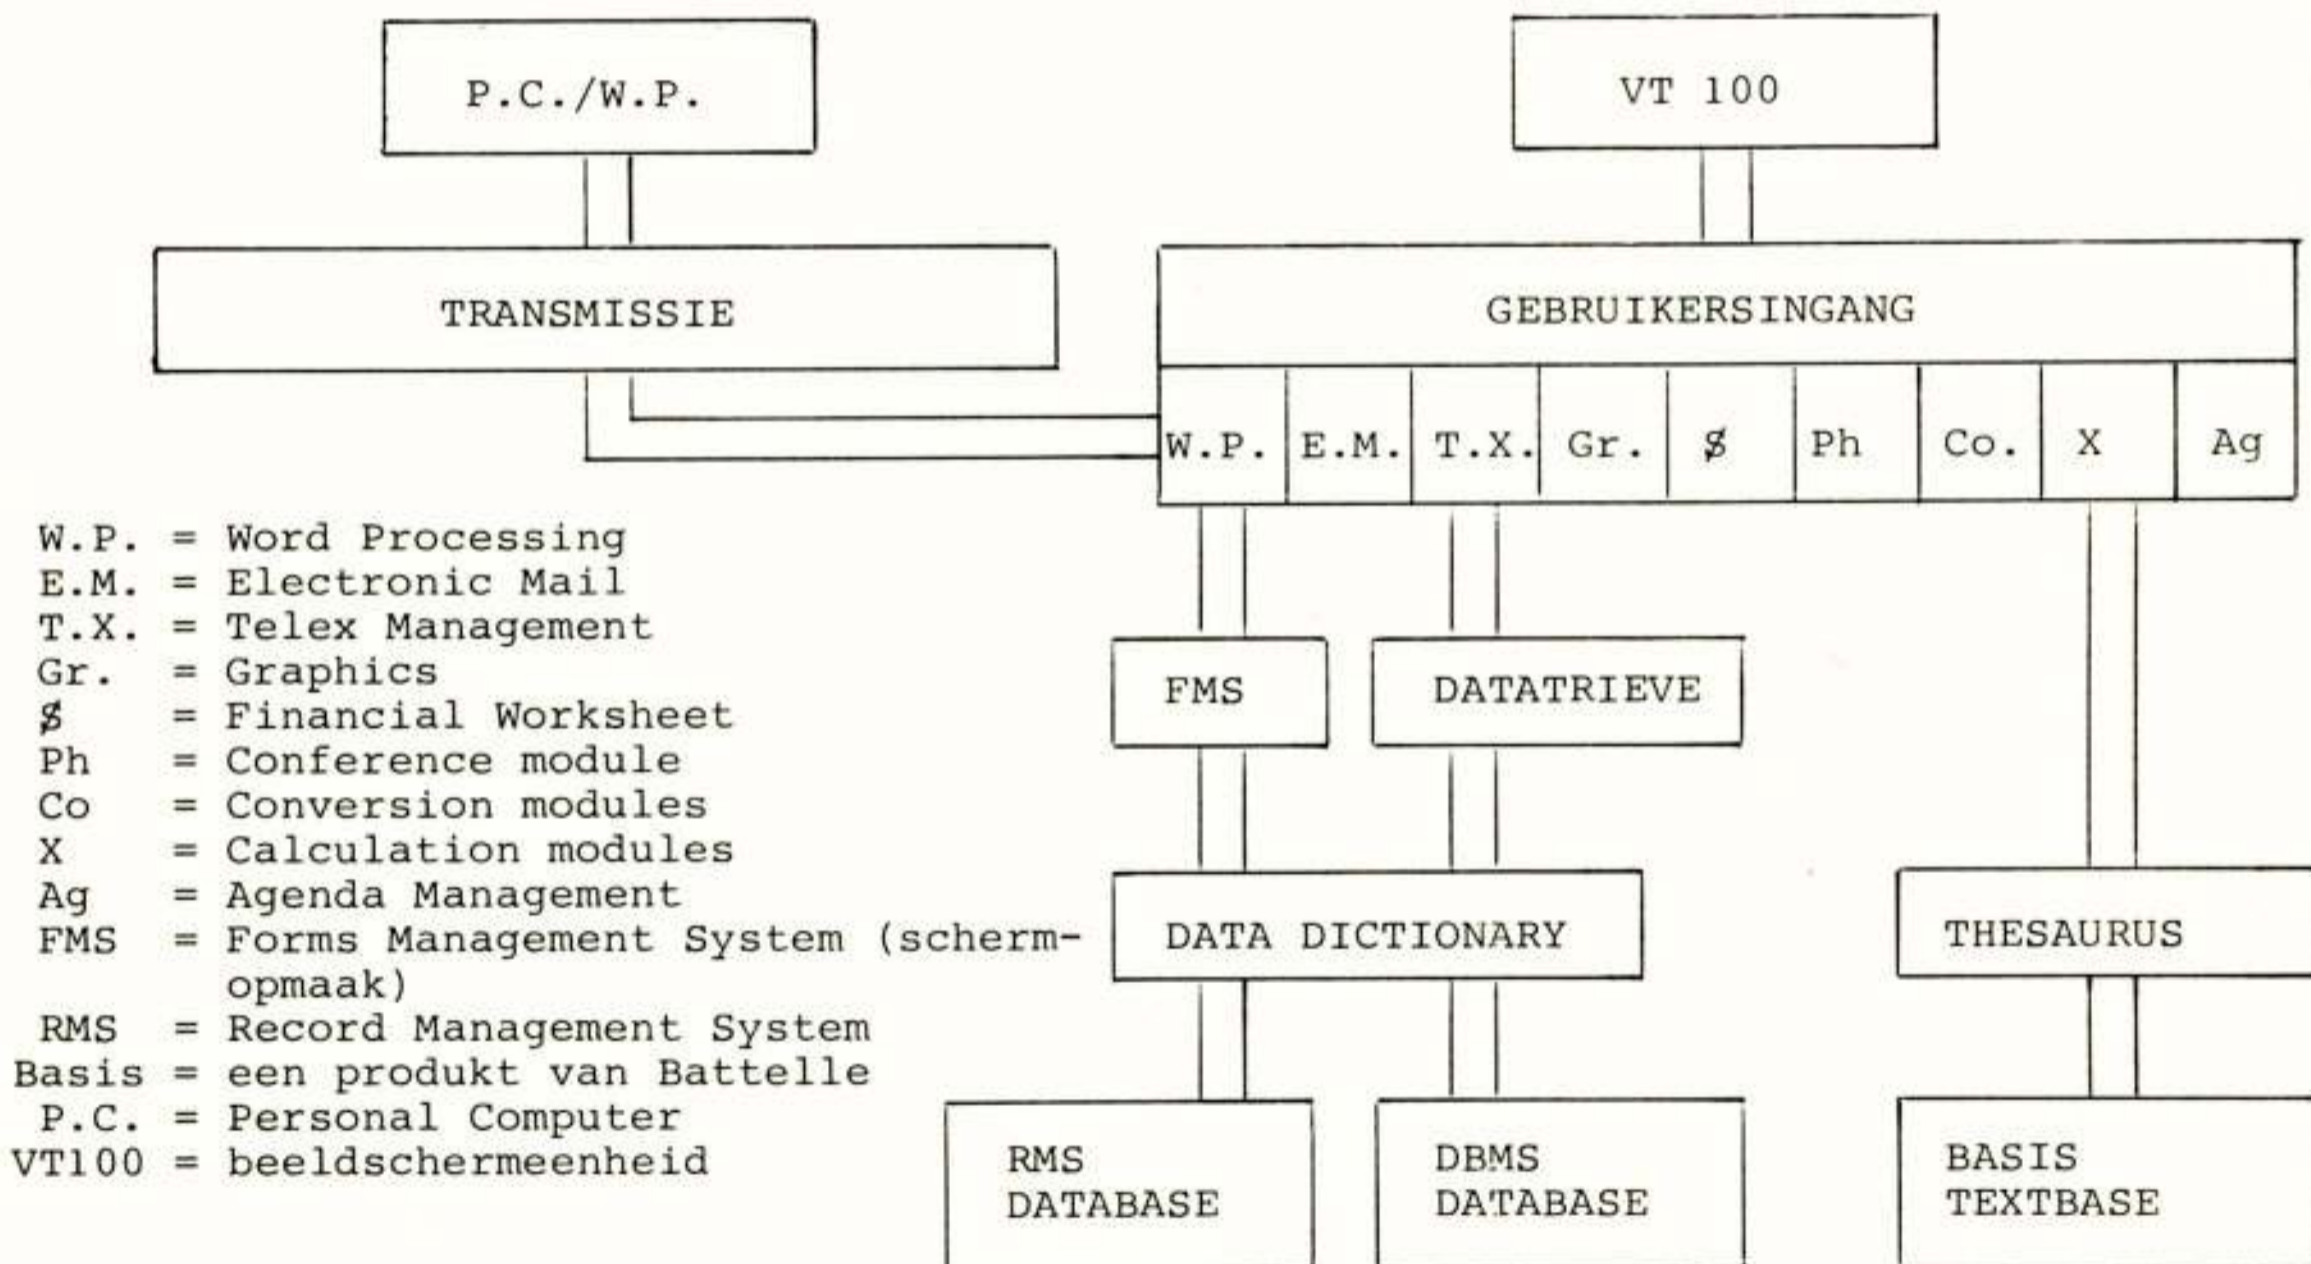 P.C./W.P.
VT 100
TRANSMISSIE
GEBRUIKERSINGANG
W.P. E.M. T.X. Gr. $ Ph Co. X Ag
W.P. = Word Processing
E.M. = Electronic Mail
T.X. = Telex Management
Gr. = Graphics
$ = Financial Worksheet
Ph = Conference module
Co = Conversion modules
X = Calculation modules
Ag = Agenda Management
FMS = Forms Management System (scherm-
opmaak)
RMS = Record Management System
Basis = een produkt van Battelle
P.C. = Personal Computer
VT100 = beeldschermeenheid
FMS
DATATRIEVE
DATA DICTIONARY
THESAURUS
RMS
DATABASE
DBMS
DATABASE
BASIS
TEXTBASE